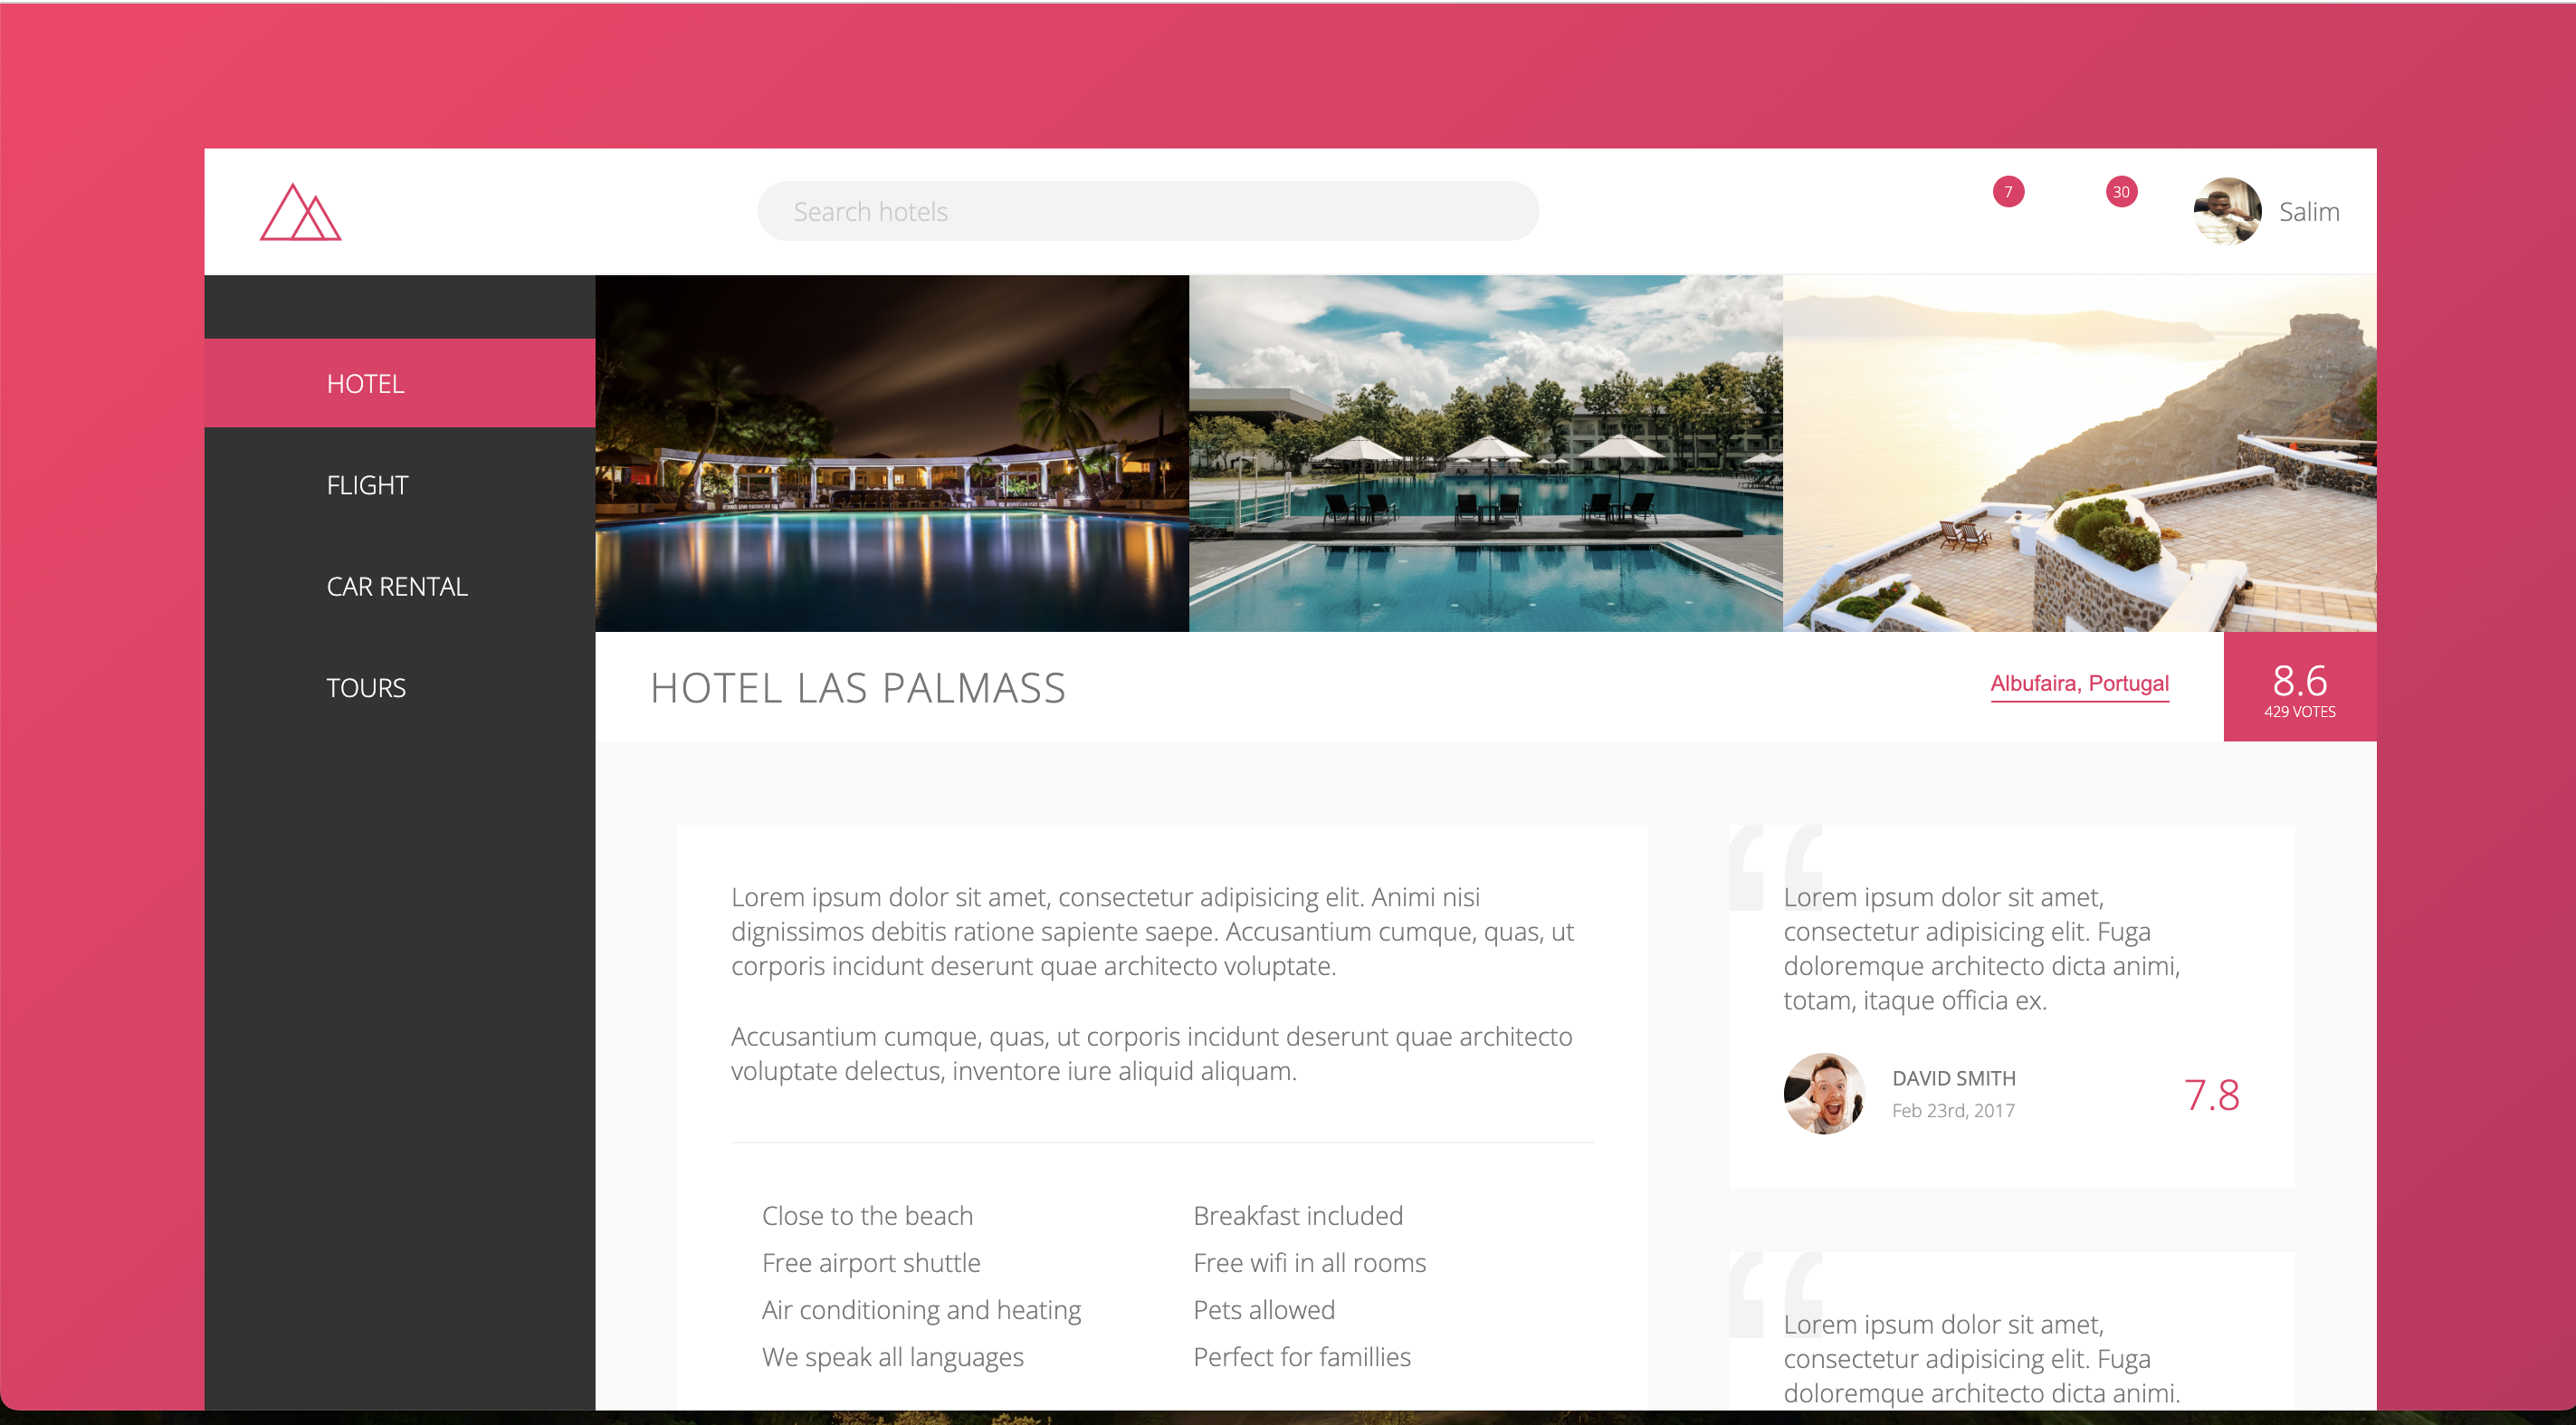 Search hotels
7
30
Salim
HOTEL
FLIGHT
CAR RENTAL
TOURS
HOTEL LAS PALMASS
Albufaira, Portugal
8.6
429 VOTES
Lorem ipsum dolor sit amet, consectetur adipisicing elit. Animi nisi
dignissimos debitis ratione sapiente saepe. Accusantium cumque, quas, ut
corporis incidunt deserunt quae architecto voluptate.
Accusantium cumque, quas, ut corporis incidunt deserunt quae architecto
voluptate delectus, inventore iure aliquid aliquam.
Close to the beach
Breakfast included
Free airport shuttle
Free wifi in all rooms
Air conditioning and heating
Pets allowed
We speak all languages
Perfect for famillies
“
Lorem ipsum dolor sit amet,
consectetur adipisicing elit. Fuga
doloremque architecto dicta animi,
totam, itaque officia ex.
DAVID SMITH
Feb 23rd, 2017
7.8
“
Lorem ipsum dolor sit amet,
consectetur adipisicing elit. Fuga
doloremque architecto dicta animi.